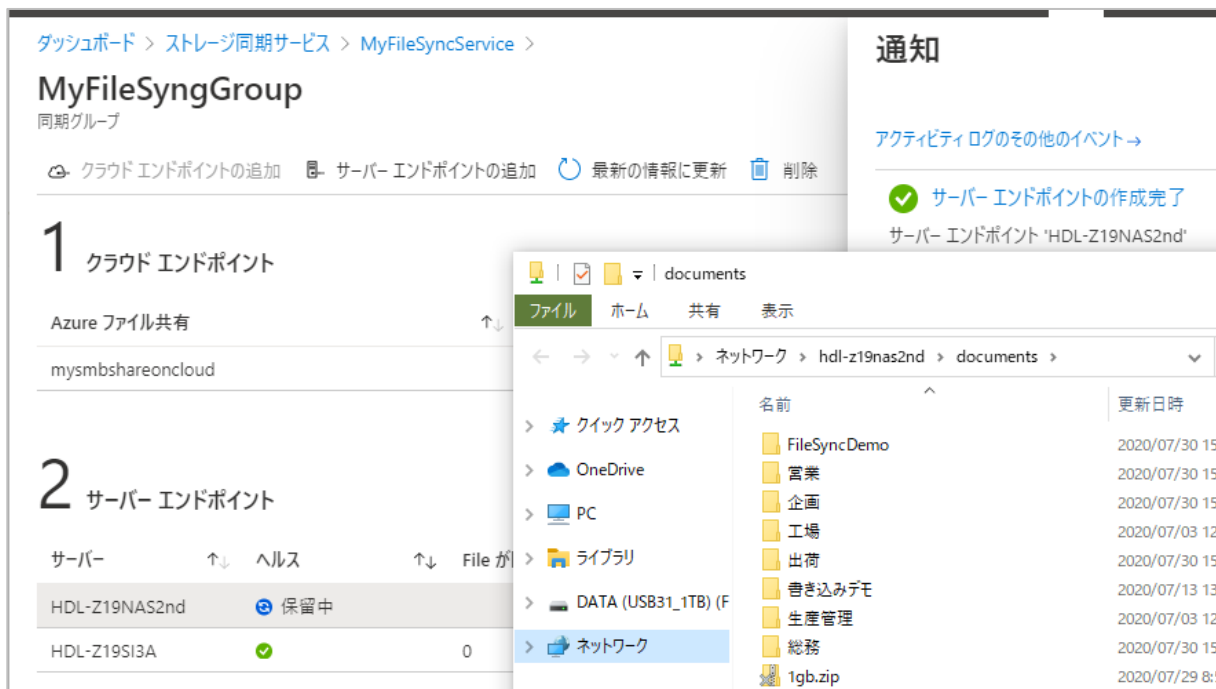 ダッシュボード > ストレージ同期サービス > MyFileSyncService >
MyFileSyngGroup
同期グループ
クラウド エンドポイントの追加 サーバー エンドポイントの追加 最新の情報に更新 削除
1 クラウド エンドポイント
Azure ファイル共有
mysmbshareoncloud
2 サーバー エンドポイント
サーバー ヘルス File が
HDL-Z19NAS2nd 保留中
HDL-Z19SI3A 0
通知
アクティビティ ログのその他のイベント→
サーバー エンドポイントの作成完了
サーバー エンドポイント 'HDL-Z19NAS2nd'
documents
ファイル ホーム 共有 表示
ネットワーク > hdl-z19nas2nd > documents >
クイック アクセス
OneDrive
PC
ライブラリ
DATA (USB31_1TB) (F
ネットワーク
名前 更新日時
FileSyncDemo 2020/07/30 15
営業 2020/07/30 15
企画 2020/07/30 15
工場 2020/07/03 12
出荷 2020/07/30 15
書き込みデモ 2020/07/13 13
生産管理 2020/07/03 12
総務 2020/07/30 15
1gb.zip 2020/07/29 8: